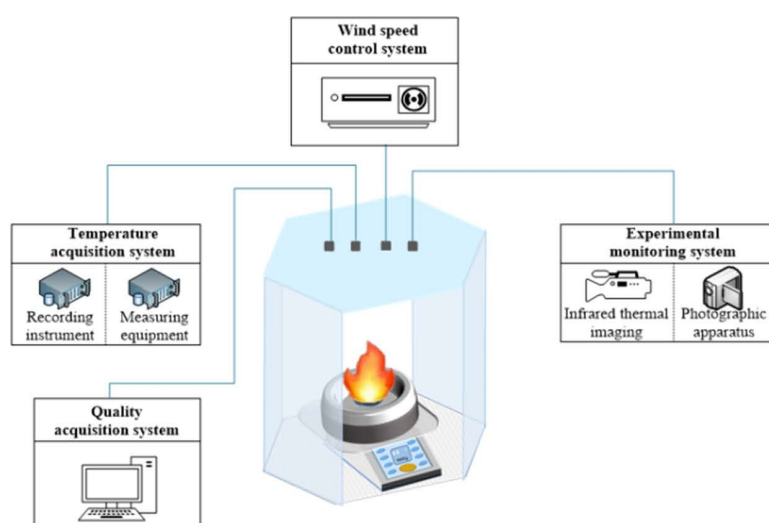 Wind speed
control system
Temperature
acquisition system
Recording
instrument
Measuring
equipment
Experimental
monitoring system
Infrared thermal
imaging
Photographic
apparatus
Quality
acquisition system